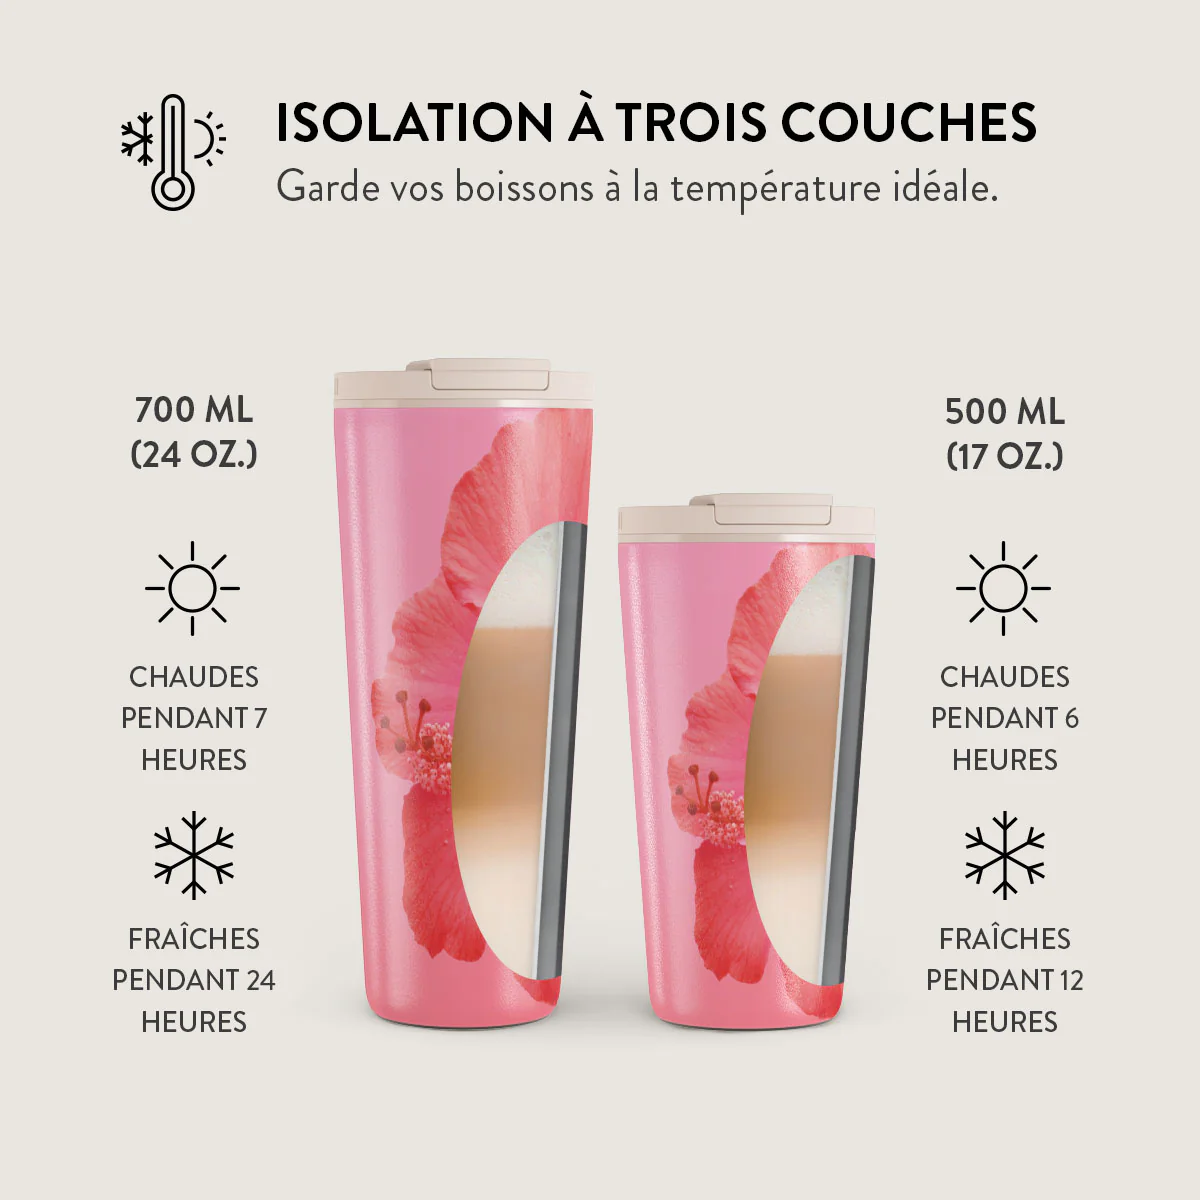 ISOLATION À TROIS COUCHES
Garde vos boissons à la température idéale.
700 ML
(24 OZ.)
CHAUDES
PENDANT 7
HEURES
FRAÎCHES
PENDANT 24
HEURES
500 ML
(17 OZ.)
CHAUDES
PENDANT 6
HEURES
FRAÎCHES
PENDANT 12
HEURES